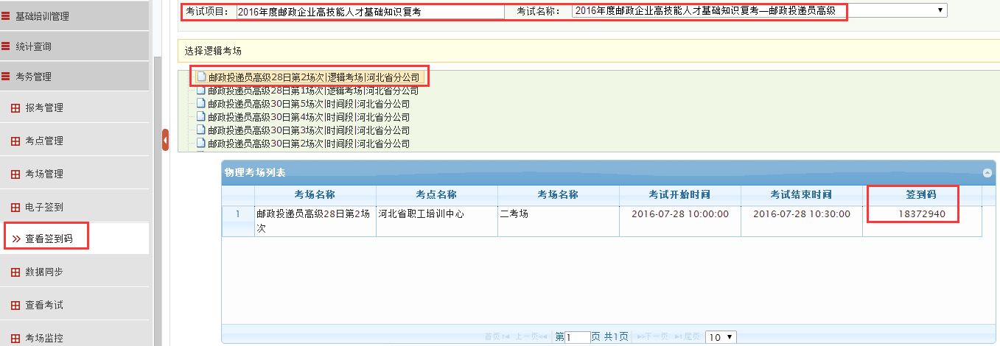 基础培训管理
统计查询
考务管理
报考管理
考点管理
考场管理
电子签到
查看签到码
数据同步
查看考试
考场监控
考试项目： 2016年度邮政企业高技能人才基础知识复考 考试名称： 2016年度邮政企业高技能人才基础知识复考—邮政投递员高级
选择逻辑考场
邮政投递员高级28日第2场次|逻辑考场|河北省分公司
邮政投递员高级28日第1场次|逻辑考场|河北省分公司
邮政投递员高级30日第5场次|时间段|河北省分公司
邮政投递员高级30日第4场次|时间段|河北省分公司
邮政投递员高级30日第3场次|时间段|河北省分公司
邮政投递员高级30日第2场次|时间段|河北省分公司
物理考场列表
考场名称 考点名称 考场名称 考试开始时间 考试结束时间 签到码
1 邮政投递员高级28日第2场 河北省职工培训中心 二考场 2016-07-28 10:00:00 2016-07-28 10:30:00 18372940
次
首页 上一页 第 1 页 共1页 下一页 尾页 10